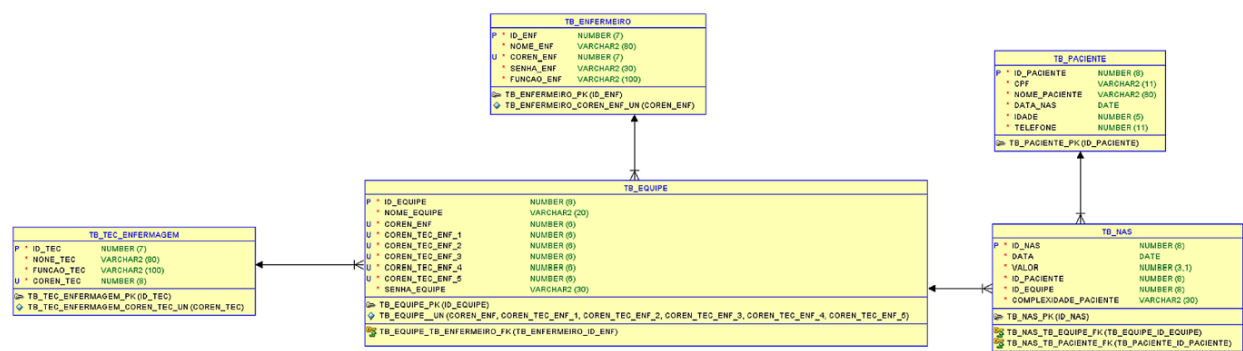 TB_ENFERMEIRO
P * ID_ENF NUMBER (7)
* NOME_ENF VARCHAR2 (80)
U * COREN_ENF NUMBER (7)
* SENHA_ENF VARCHAR2 (30)
* FUNCAO_ENF VARCHAR2 (100)
TB_ENFERMEIRO_PK (ID_ENF)
TB_ENFERMEIRO_COREN_ENF_UN (COREN_ENF)
TB_PACIENTE
P * ID_PACIENTE NUMBER (8)
* CPF VARCHAR2 (11)
* NOME_PACIENTE VARCHAR2 (80)
* DATA_NAS DATE
* IDADE NUMBER (5)
* TELEFONE NUMBER (11)
TB_PACIENTE_PK (ID_PACIENTE)
TB_EQUIPE
P * ID_EQUIPE NUMBER (8)
* NOME_EQUIPE VARCHAR2 (20)
U * COREN_ENF NUMBER (6)
U * COREN_TEC_ENF_1 NUMBER (6)
U * COREN_TEC_ENF_2 NUMBER (6)
U * COREN_TEC_ENF_3 NUMBER (6)
U * COREN_TEC_ENF_4 NUMBER (6)
U * COREN_TEC_ENF_5 NUMBER (6)
* SENHA_EQUIPE VARCHAR2 (30)
TB_EQUIPE_PK (ID_EQUIPE)
TB_EQUIPE__UN (COREN_ENF, COREN_TEC_ENF_1, COREN_TEC_ENF_2, COREN_TEC_ENF_3, COREN_TEC_ENF_4, COREN_TEC_ENF_5)
TB_EQUIPE_TB_ENFERMEIRO_FK (TB_ENFERMEIRO_ID_ENF)
TB_TEC_ENFERMAGEM
P * ID_TEC NUMBER (7)
* NONE_TEC VARCHAR2 (80)
* FUNCAO_TEC VARCHAR2 (100)
U * COREN_TEC NUMBER (8)
TB_TEC_ENFERMAGEM_PK (ID_TEC)
TB_TEC_ENFERMAGEM_COREN_TEC_UN (COREN_TEC)
TB_NAS
P * ID_NAS NUMBER (8)
* DATA DATE
* VALOR NUMBER (3,1)
* ID_PACIENTE NUMBER (8)
* ID_EQUIPE NUMBER (8)
* COMPLEXIDADE_PACIENTE VARCHAR2 (30)
TB_NAS_PK (ID_NAS)
TB_NAS_TB_EQUIPE_FK (TB_EQUIPE_ID_EQUIPE)
TB_NAS_TB_PACIENTE_FK (TB_PACIENTE_ID_PACIENTE)